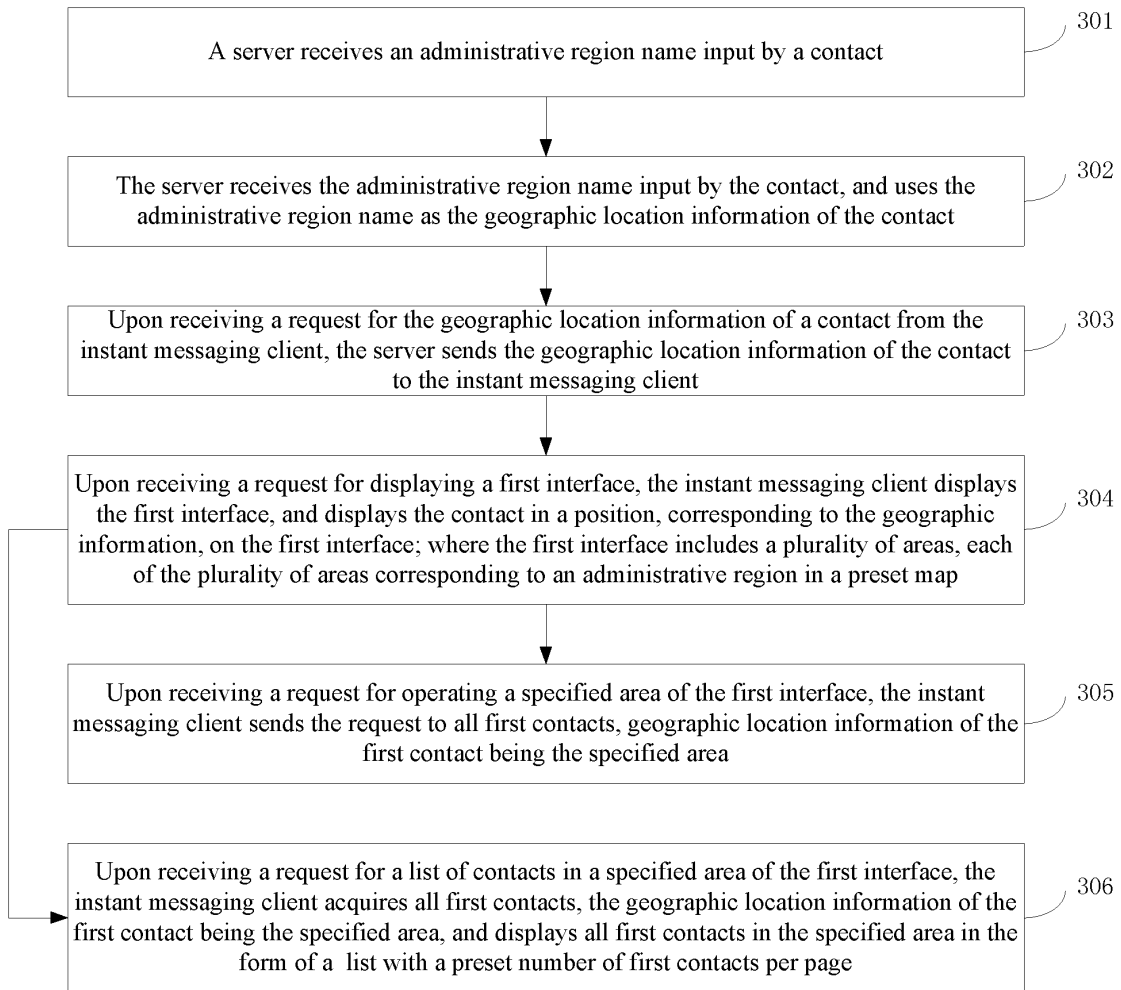 A server receives an administrative region name input by a contact
301
The server receives the administrative region name input by the contact, and uses the
administrative region name as the geographic location information of the contact
302
Upon receiving a request for the geographic location information of a contact from the
instant messaging client, the server sends the geographic location information of the contact
to the instant messaging client
303
Upon receiving a request for displaying a first interface, the instant messaging client displays
the first interface, and displays the contact in a position, corresponding to the geographic
information, on the first interface; where the first interface includes a plurality of areas, each
of the plurality of areas corresponding to an administrative region in a preset map
304
Upon receiving a request for operating a specified area of the first interface, the instant
messaging client sends the request to all first contacts, geographic location information of the
first contact being the specified area
305
Upon receiving a request for a list of contacts in a specified area of the first interface, the
instant messaging client acquires all first contacts, the geographic location information of the
first contact being the specified area, and displays all first contacts in the specified area in the
form of a list with a preset number of first contacts per page
306